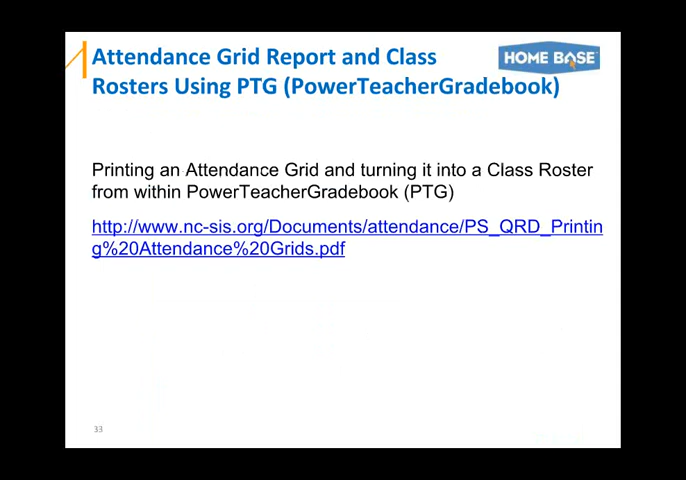 Attendance Grid Report and Class
Rosters Using PTG (PowerTeacherGradebook)
HOME BASE
Printing an Attendance Grid and turning it into a Class Roster
from within PowerTeacherGradebook (PTG)
http://www.nc-sis.org/Documents/attendance/PS_QRD_Printin
g%20Attendance%20Grids.pdf
33